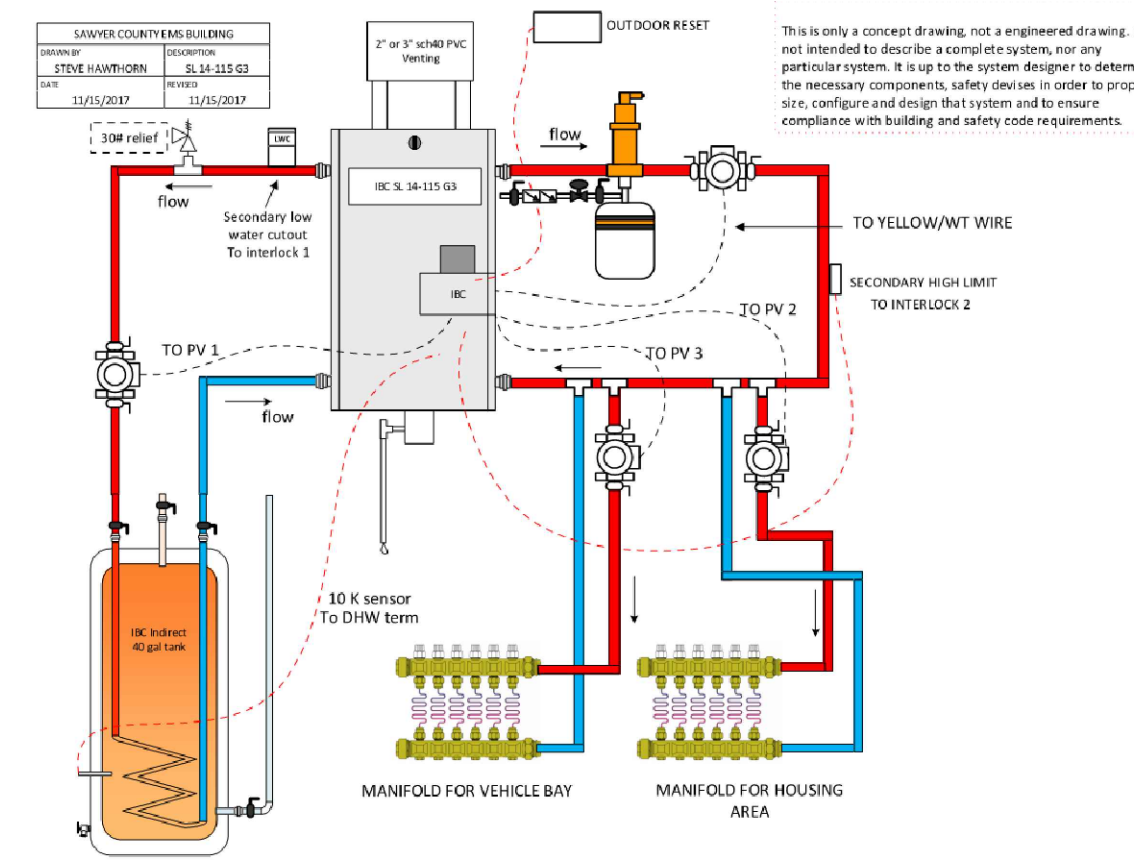 SAWYER COUNTY EMS BUILDING
DRAWN BY
DESCRIPTION
STEVE HAWTHORN
SL 14-115 G3
DATE
REVISED
11/15/2017
11/15/2017
2" or 3" sch40 PVC
Venting
OUTDOOR RESET
This is only a concept drawing, not a engineered drawing.
not intended to describe a complete system, nor any
particular system. It is up to the system designer to determ
the necessary components, safety devises in order to prop
size, configure and design that system and to ensure
compliance with building and safety code requirements.
30# relief
LWC
flow
flow
IBC SL 14-115 G3
Secondary low
water cutout
To interlock 1
TO YELLOW/WT WIRE
IBC
SECONDARY HIGH LIMIT
TO INTERLOCK 2
TO PV 2
TO PV 1
TO PV 3
flow
10 K sensor
To DHW term
IBC Indirect
40 gal tank
MANIFOLD FOR VEHICLE BAY
MANIFOLD FOR HOUSING
AREA